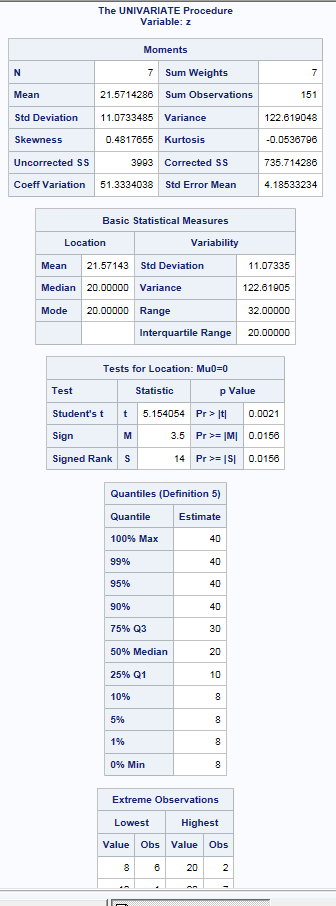 The UNIVARIATE Procedure
Variable: z
Moments
N 7 Sum Weights 7
Mean 21.5714286 Sum Observations 151
Std Deviation 11.0733485 Variance 122.619048
Skewness 0.4817655 Kurtosis -0.0536796
Uncorrected SS 3993 Corrected SS 735.714286
Coeff Variation 51.3334038 Std Error Mean 4.18533234
Basic Statistical Measures
Location Variability
Mean 21.57143 Std Deviation 11.07335
Median 20.00000 Variance 122.61905
Mode 20.00000 Range 32.00000
Interquartile Range 20.00000
Tests for Location: Mu0=0
Test Statistic p Value
Student's t t 5.154054 Pr > |t| 0.0021
Sign M 3.5 Pr >= |M| 0.0156
Signed Rank S 14 Pr >= |S| 0.0156
Quantiles (Definition 5)
Quantile Estimate
100% Max 40
99% 40
95% 40
90% 40
75% Q3 30
50% Median 20
25% Q1 10
10% 8
5% 8
1% 8
0% Min 8
Extreme Observations
Lowest Highest
Value Obs Value Obs
8 6 20 2